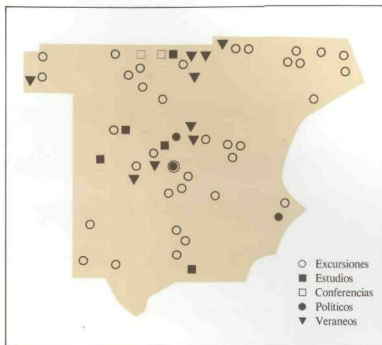 Excursiones
Estudios
Conferencias
Políticos
Veraneos